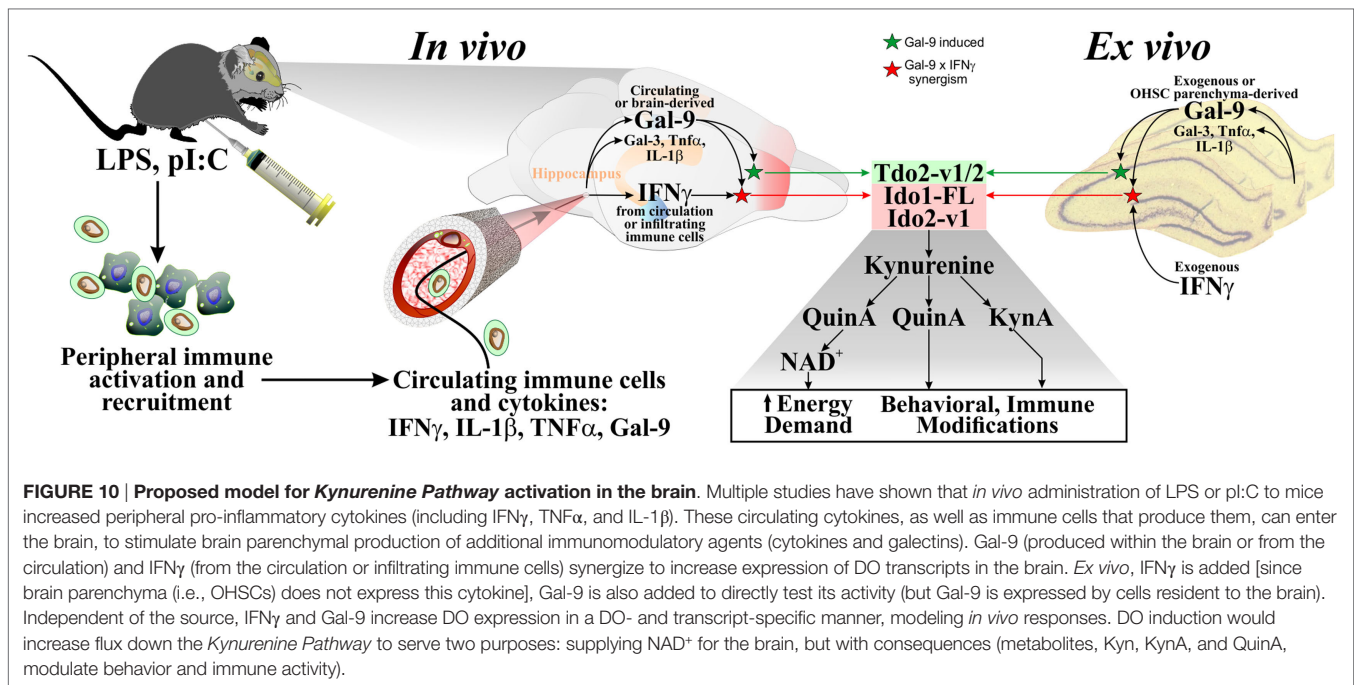 In vivo
Gal-9 induced
Gal-9 x IFNγ
synergism
Ex vivo
LPS, pI:C
Peripheral immune
activation and
recruitment
Circulating immune cells
and cytokines:
IFNγ, IL-1β, TNFα, Gal-9
Circulating
or brain-derived
Gal-9
Gal-3, Tnfα,
IL-1β
Hippocampus
IFNγ
from circulation
or infiltrating
immune cells
Tdo2-v1/2
Ido1-FL
Ido2-v1
Kynurenine
QuinA QuinA KynA
NAD⁺
⬆ Energy
Demand
Behavioral, Immune
Modifications
Exogenous or
OHSC parenchyma-derived
Gal-9
Gal-3, Tnfα,
IL-1β
Exogenous
IFNγ
FIGURE 10 | Proposed model for Kynurenine Pathway activation in the brain. Multiple studies have shown that in vivo administration of LPS or pI:C to mice
increased peripheral pro-inflammatory cytokines (including IFNγ, TNFα, and IL-1β). These circulating cytokines, as well as immune cells that produce them, can enter
the brain, to stimulate brain parenchymal production of additional immunomodulatory agents (cytokines and galectins). Gal-9 (produced within the brain or from the
circulation) and IFNγ (from the circulation or infiltrating immune cells) synergize to increase expression of DO transcripts in the brain. Ex vivo, IFNγ is added [since
brain parenchyma (i.e., OHSCs) does not express this cytokine], Gal-9 is also added to directly test its activity (but Gal-9 is expressed by cells resident to the brain).
Independent of the source, IFNγ and Gal-9 increase DO expression in a DO- and transcript-specific manner, modeling in vivo responses. DO induction would
increase flux down the Kynurenine Pathway to serve two purposes: supplying NAD⁺ for the brain, but with consequences (metabolites, Kyn, KynA, and QuinA,
modulate behavior and immune activity).